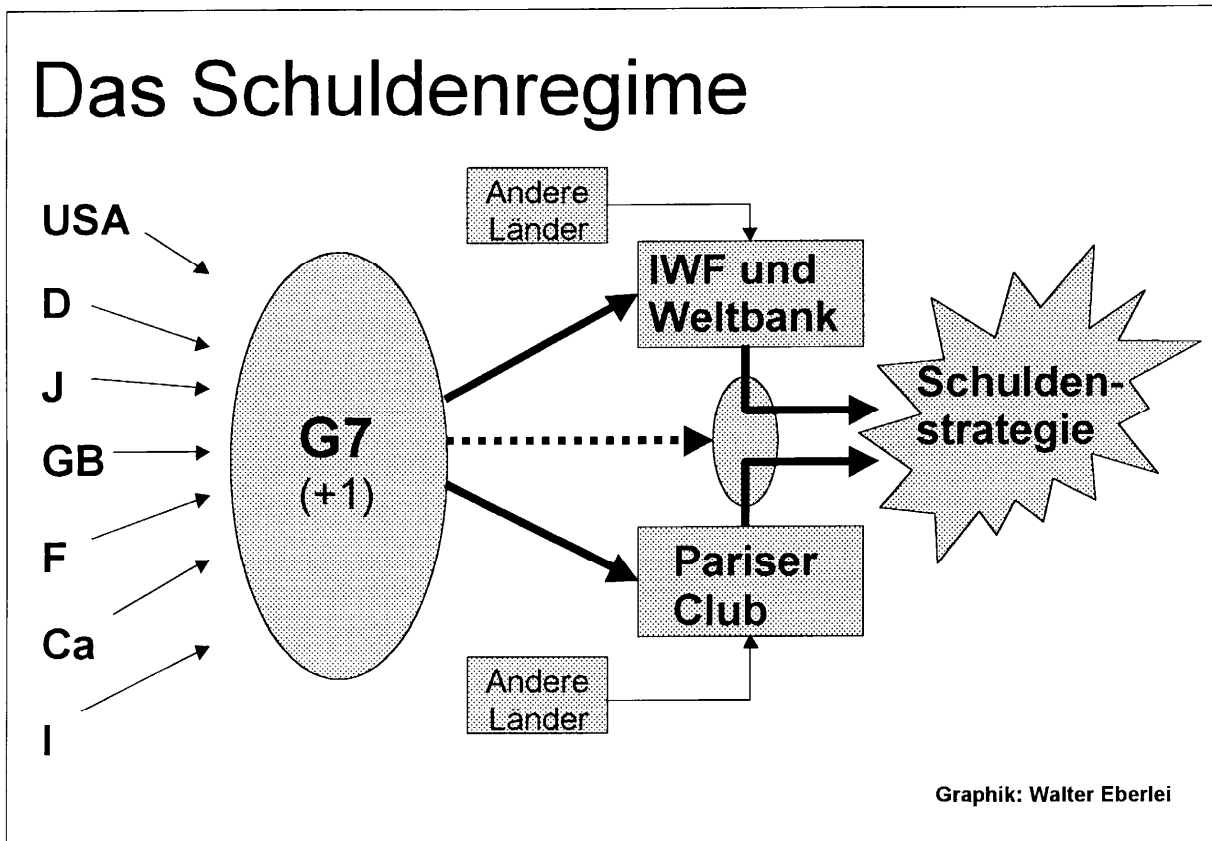 Das Schuldenregime
USA
D
J
GB
F
Ca
I
G7
(+1)
Andere
Länder
IWF und
Weltbank
Pariser
Club
Andere
Länder
Schulden-
strategie
Graphik: Walter Eberlei